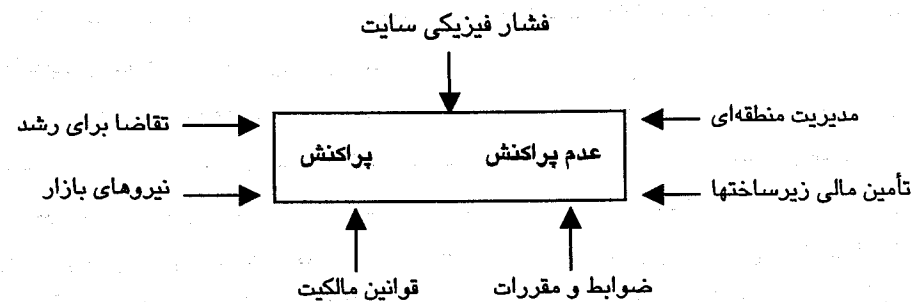 فشار فیزیکی سایت
مدیریت منطقه‌ای
تقاضا برای رشد
عدم پراکنش
پراکنش
تأمین مالی زیرساختها
نیروهای بازار
ضوابط و مقررات
قوانین مالکیت